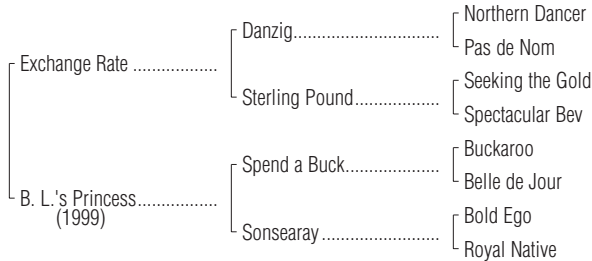 Northern Dancer
Danzig..................................
Pas de Nom
Exchange Rate ...................
Seeking the Gold
Sterling Pound...................
Spectacular Bev
Buckaroo
Spend a Buck.....................
Belle de Jour
B. L.'s Princess..................
(1999)
Bold Ego
Sonsearay ..........................
Royal Native